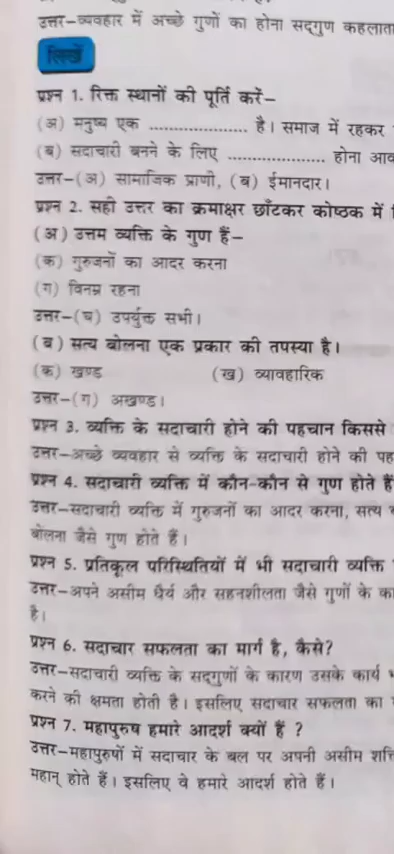 उत्तर–व्यवहार में अच्छे गुणों का होना सद्गुण कहलाता
लिखें
प्रश्न 1. रिक्त स्थानों की पूर्ति करें–
(अ) मनुष्य एक .................... है। समाज में रहकर
(ब) सदाचारी बनने के लिए .................... होना आव
उत्तर–(अ) सामाजिक प्राणी, (ब) ईमानदार।
प्रश्न 2. सही उत्तर का क्रमाक्षर छाँटकर कोष्ठक में
(अ) उत्तम व्यक्ति के गुण हैं–
(क) गुरुजनों का आदर करना
(ग) विनम्र रहना
उत्तर–(घ) उपर्युक्त सभी।
(ब) सत्य बोलना एक प्रकार की तपस्या है।
(क) खण्ड (ख) व्यावहारिक
उत्तर–(ग) अखण्ड।
प्रश्न 3. व्यक्ति के सदाचारी होने की पहचान किससे
उत्तर–अच्छे व्यवहार से व्यक्ति के सदाचारी होने की पह
प्रश्न 4. सदाचारी व्यक्ति में कौन-कौन से गुण होते हैं
उत्तर–सदाचारी व्यक्ति में गुरुजनों का आदर करना, सत्य
बोलना जैसे गुण होते हैं।
प्रश्न 5. प्रतिकूल परिस्थितियों में भी सदाचारी व्यक्ति
उत्तर–अपने असीम धैर्य और सहनशीलता जैसे गुणों के का
है।
प्रश्न 6. सदाचार सफलता का मार्ग है, कैसे?
उत्तर–सदाचारी व्यक्ति के सद्गुणों के कारण उसके कार्य
करने की क्षमता होती है। इसलिए सदाचार सफलता का
प्रश्न 7. महापुरुष हमारे आदर्श क्यों हैं ?
उत्तर–महापुरुषों में सदाचार के बल पर अपनी असीम शक्ति
महान् होते हैं। इसलिए वे हमारे आदर्श होते हैं।